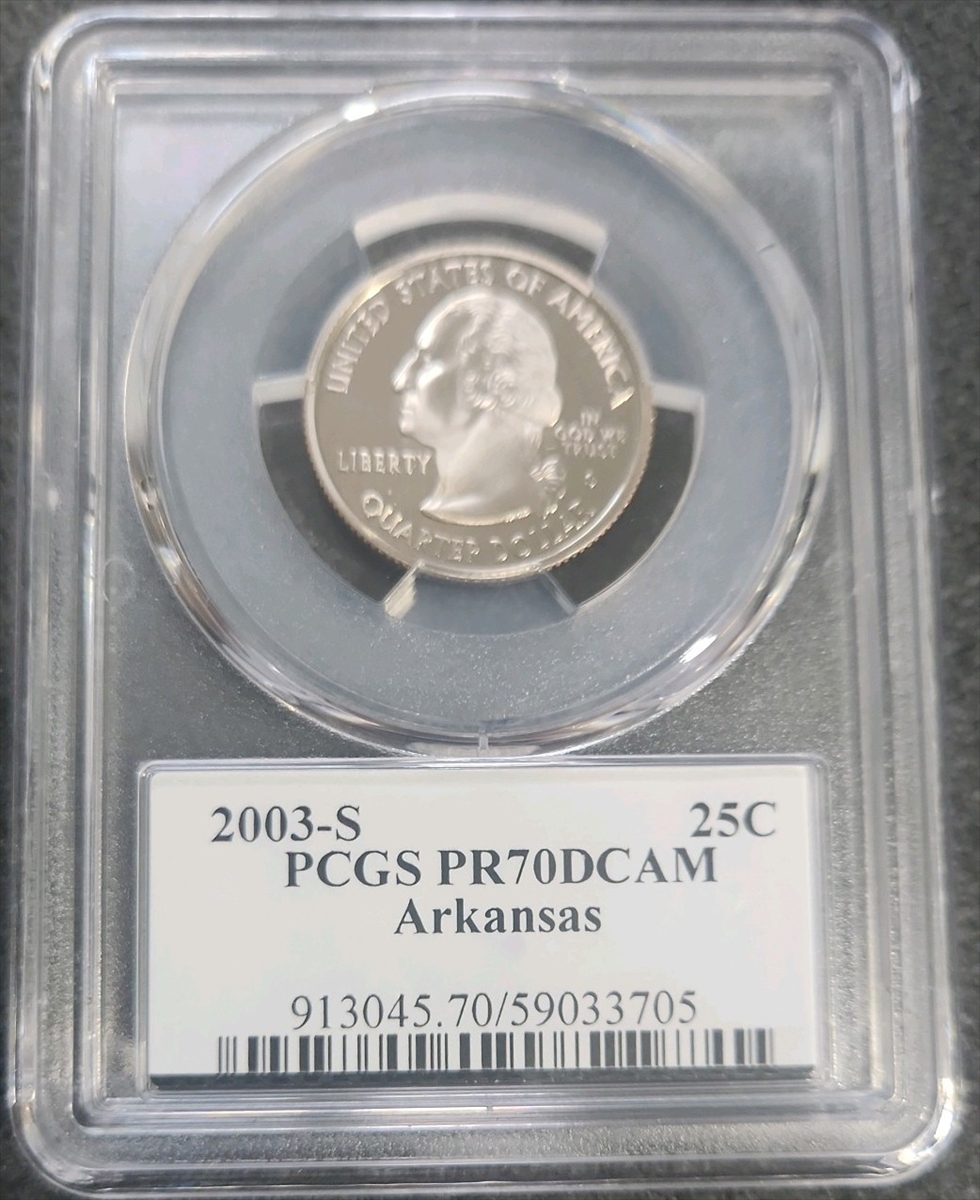 UNITED STATES OF AMERICA
IN
GOD WE
TRUST
LIBERTY
S
QUARTER DOLLAR
2003-S 25C
PCGS PR70DCAM
Arkansas
913045.70/59033705